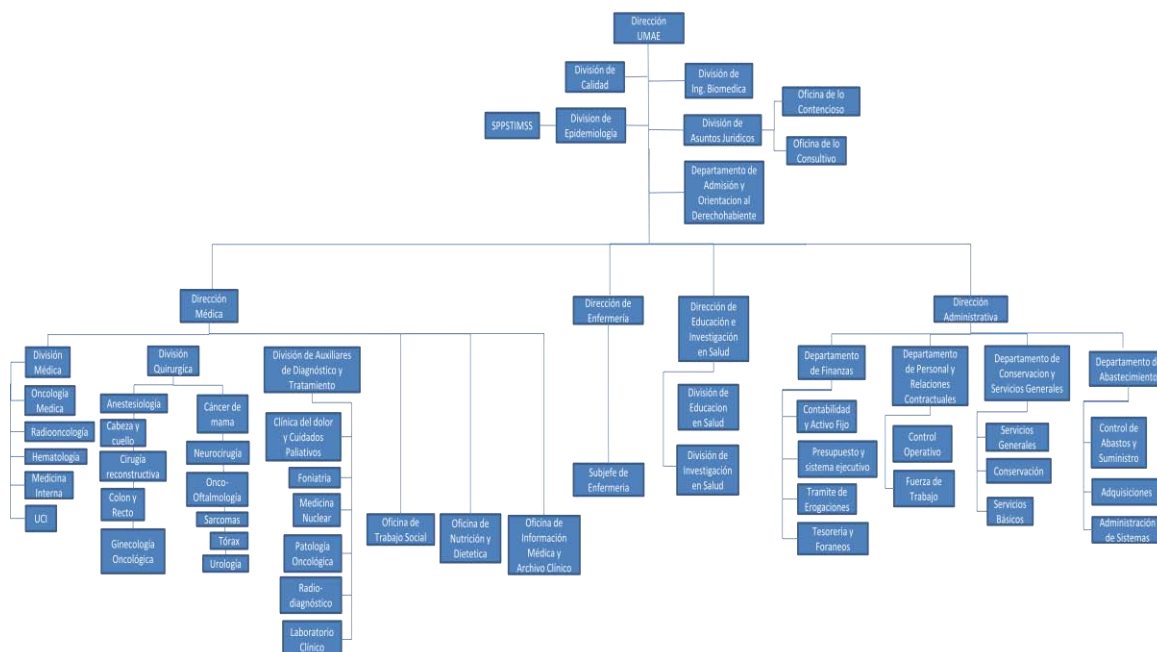 Dirección
UMAE
División de
Calidad
División de
Ing. Biomedica
SPPSTIMSS
Division de
Epidemiología
División de
Asuntos Juridicos
Oficina de lo
Contencioso
Oficina de lo
Consultivo
Departamento de
Admisión y
Orientacion al
Derechohabiente
Dirección
Médica
Dirección de
Enfermería
Dirección de
Educación e
Investigación
en Salud
Dirección
Administrativa
División
Médica
Oncología
Medica
Radiooncología
Hematología
Medicina
Interna
UCI
División
Quirurgica
Anestesiología
Cabeza y
cuello
Cirugía
reconstructiva
Colon y
Recto
Ginecología
Oncológica
Cáncer de
mama
Neurocirugía
Onco-
Oftalmología
Sarcomas
Tórax
Urología
División de Auxiliares
de Diagnóstico y
Tratamiento
Clínica del dolor
y Cuidados
Paliativos
Foniatria
Medicina
Nuclear
Patología
Oncológica
Radio-
diagnóstico
Laboratorio
Clínico
Oficina de
Trabajo Social
Oficina de
Nutrición y
Dietetica
Oficina de
Información
Médica y
Archivo Clínico
Subjefe de
Enfermeria
División de
Educacion en
Salud
División de
Investigación
en Salud
Departamento
de Finanzas
Contabilidad
y Activo Fijo
Presupuesto y
sistema ejecutivo
Tramite de
Erogaciones
Tesoreria y
Foraneos
Departamento
de Personal y
Relaciones
Contractuales
Control
Operativo
Fuerza de
Trabajo
Departamento de
Conservacion y
Servicios Generales
Servicios
Generales
Conservación
Servicios
Básicos
Departamento de
Abastecimiento
Control de
Abastos y
Suministro
Adquisiciones
Administración
de Sistemas